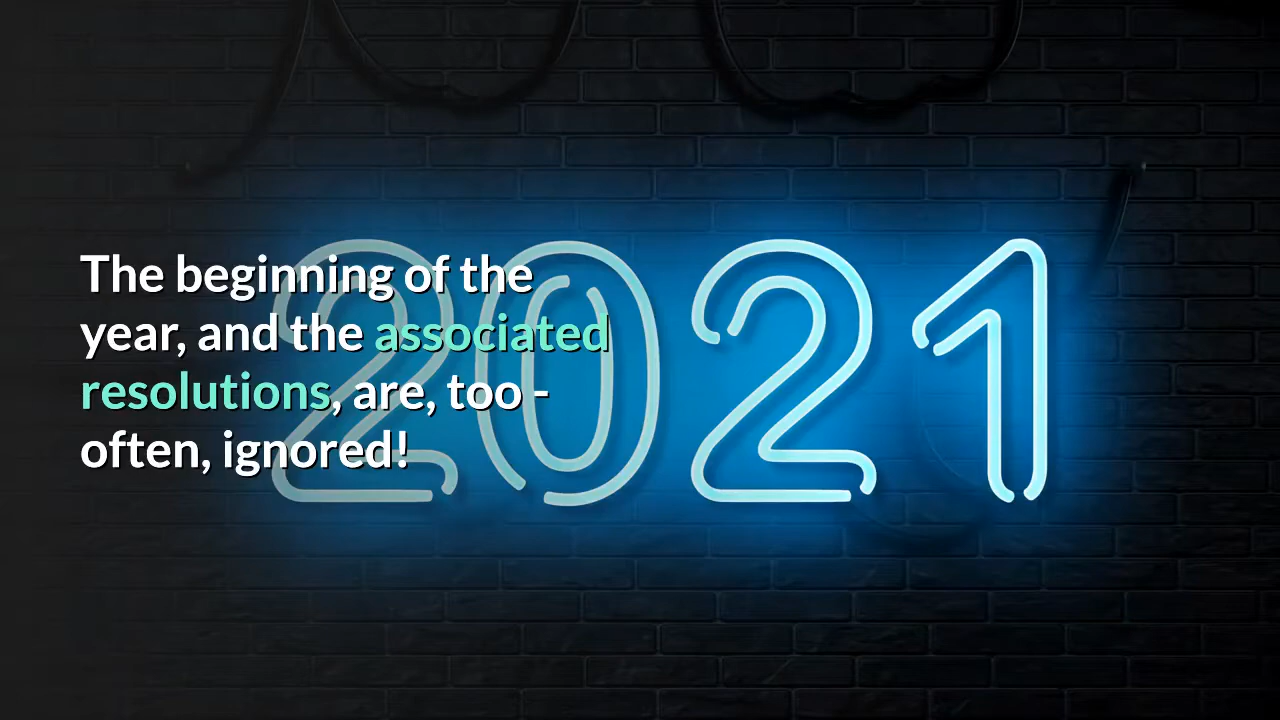 The beginning of the
year, and the associated
resolutions, are, too -
often, ignored!
2021